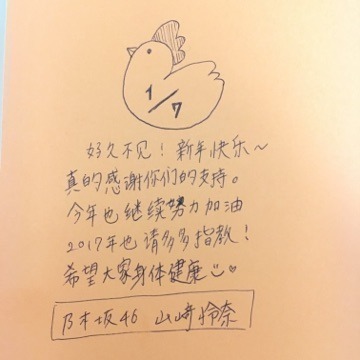 1/7
好久不见！新年快乐～
真的感谢你们的支持。
今年也继续努力加油
2017年也请多多指教！
希望大家身体健康
乃木坂46 山崎怜奈